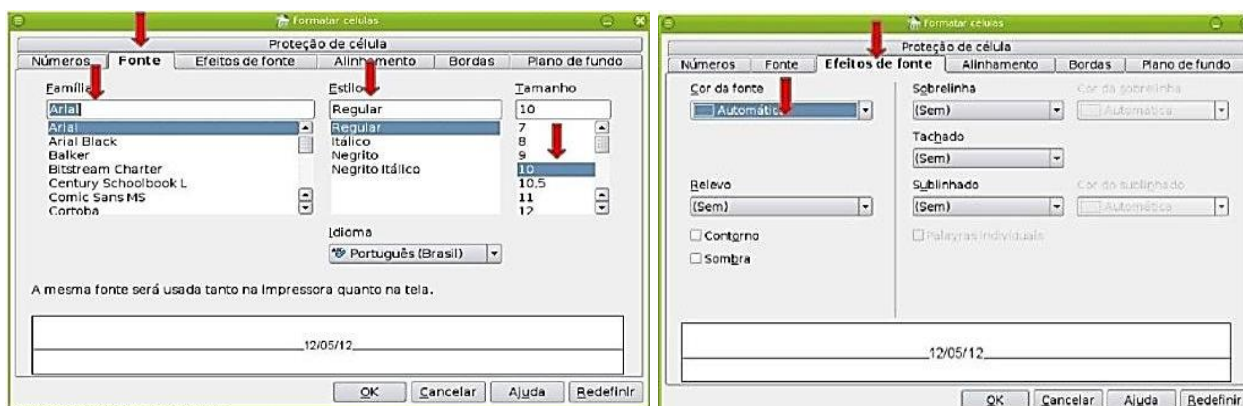 Formatar células
Proteção de célula
Números Fonte Efeitos de fonte Alinhamento Bordas Plano de fundo
Família Estilo Tamanho
Arial Regular 10
Arial Regular 7
Arial Black Itálico 8
Balker Negrito 9
Bitstream Charter Negrito Itálico 10
Century Schoolbook L 10,5
Comic Sans MS 11
Cortoba 12
Idioma
Português (Brasil)
A mesma fonte será usada tanto na impressora quanto na tela.
12/05/12
OK Cancelar Ajuda Redefinir
Formatar células
Proteção de célula
Números Fonte Efeitos de fonte Alinhamento Bordas Plano de fundo
Cor da fonte Sobrelinha Cor da sobrelinha
Automática (Sem) Automática
Tachado
(Sem)
Relevo Sublinhado Cor do sublinhado
(Sem) (Sem) Automática
Contorno Palavras individuais
Sombra
12/05/12
OK Cancelar Ajuda Redefinir